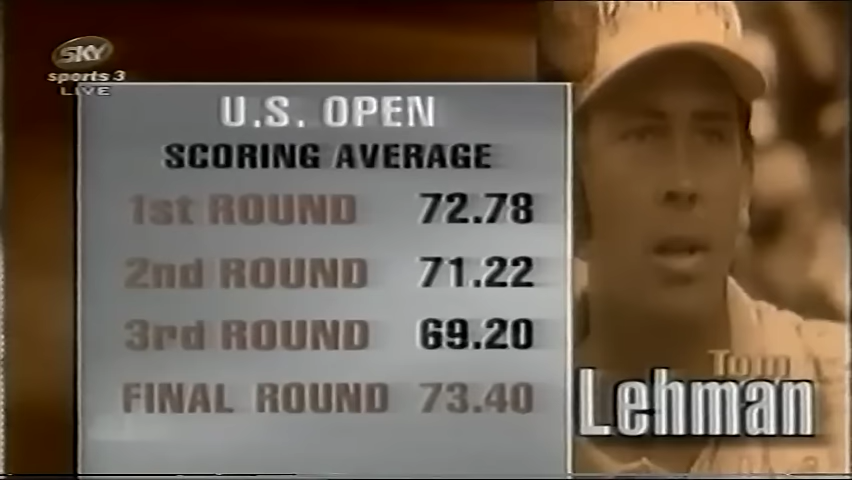 SKY
sports 3
LIVE
U.S. OPEN
SCORING AVERAGE
1st ROUND 72.78
2nd ROUND 71.22
3rd ROUND 69.20
FINAL ROUND 73.40
Tom
Lehman